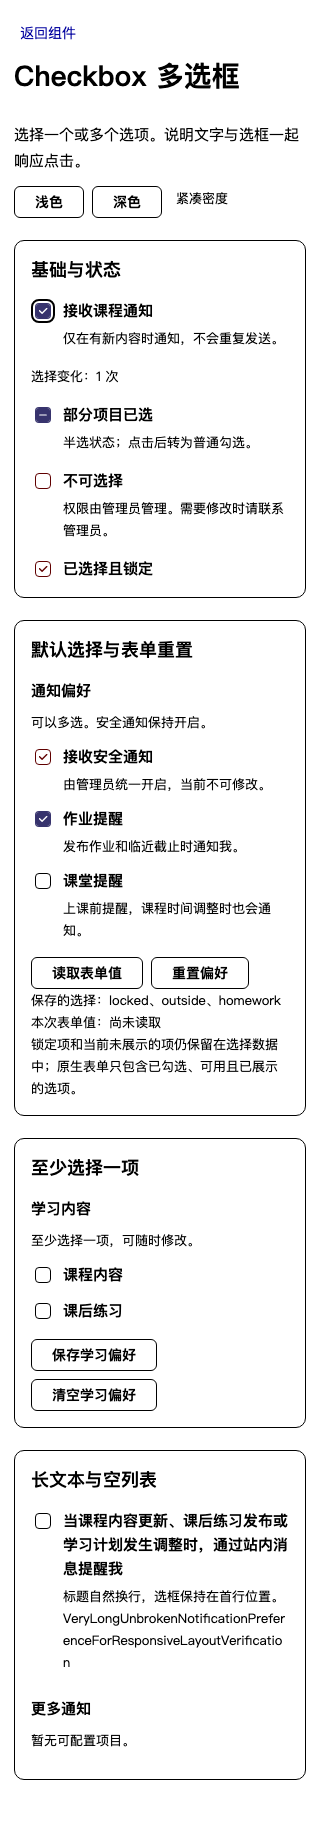 返回组件
Checkbox 多选框
选择一个或多个选项。说明文字与选框一起
响应点击。
浅色
深色
紧凑密度
基础与状态
接收课程通知
仅在有新内容时通知，不会重复发送。
选择变化：1 次
部分项目已选
半选状态；点击后转为普通勾选。
不可选择
权限由管理员管理。需要修改时请联系
管理员。
已选择且锁定
默认选择与表单重置
通知偏好
可以多选。安全通知保持开启。
接收安全通知
由管理员统一开启，当前不可修改。
作业提醒
发布作业和临近截止时通知我。
课堂提醒
上课前提醒，课程时间调整时也会通
知。
读取表单值
重置偏好
保存的选择：locked、outside、homework
本次表单值：尚未读取
锁定项和当前未展示的项仍保留在选择数据
中；原生表单只包含已勾选、可用且已展示
的选项。
至少选择一项
学习内容
至少选择一项，可随时修改。
课程内容
课后练习
保存学习偏好
清空学习偏好
长文本与空列表
当课程内容更新、课后练习发布或
学习计划发生调整时，通过站内消
息提醒我
标题自然换行，选框保持在首行位置。
VeryLongUnbrokenNotificationPrefer
enceForResponsiveLayoutVerificatio
n
更多通知
暂无可配置项目。